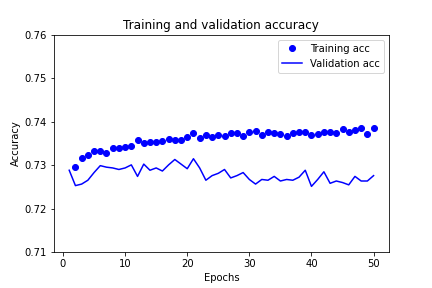 Training and validation accuracy
0.76
0.75
0.74
0.73
0.72
0.71
Accuracy
Training acc
Validation acc
0
10
20
30
40
50
Epochs